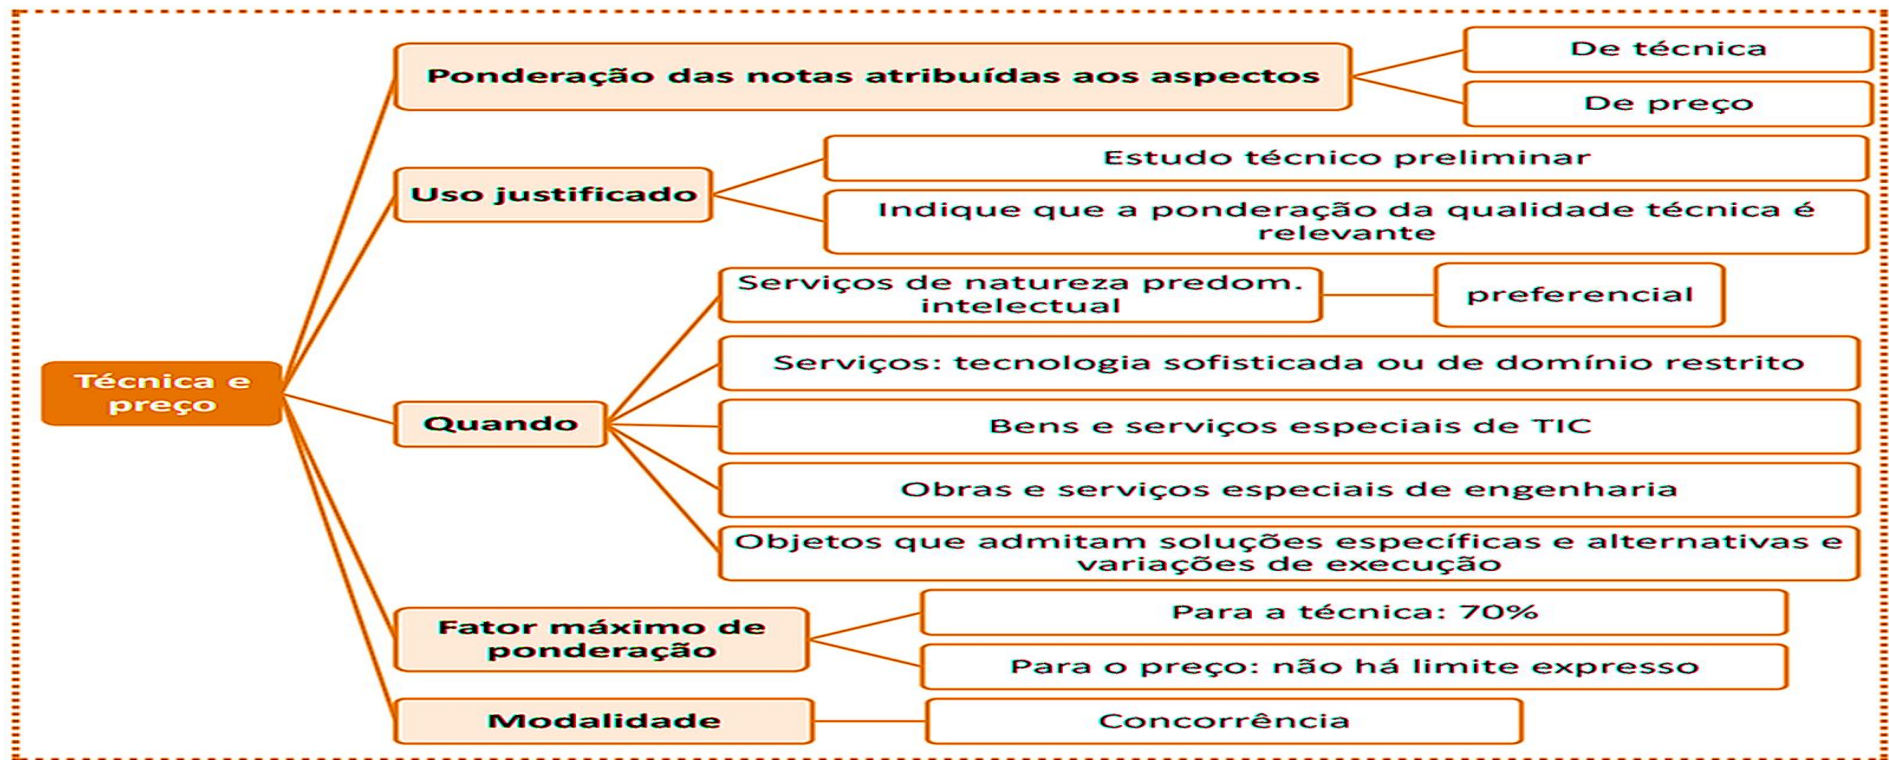 Técnica e
preço
Ponderação das notas atribuídas aos aspectos
De técnica
De preço
Uso justificado
Estudo técnico preliminar
Indique que a ponderação da qualidade técnica é
relevante
Quando
Serviços de natureza predom.
intelectual
preferencial
Serviços: tecnologia sofisticada ou de domínio restrito
Bens e serviços especiais de TIC
Obras e serviços especiais de engenharia
Objetos que admitam soluções específicas e alternativas e
variações de execução
Fator máximo de
ponderação
Para a técnica: 70%
Para o preço: não há limite expresso
Modalidade
Concorrência